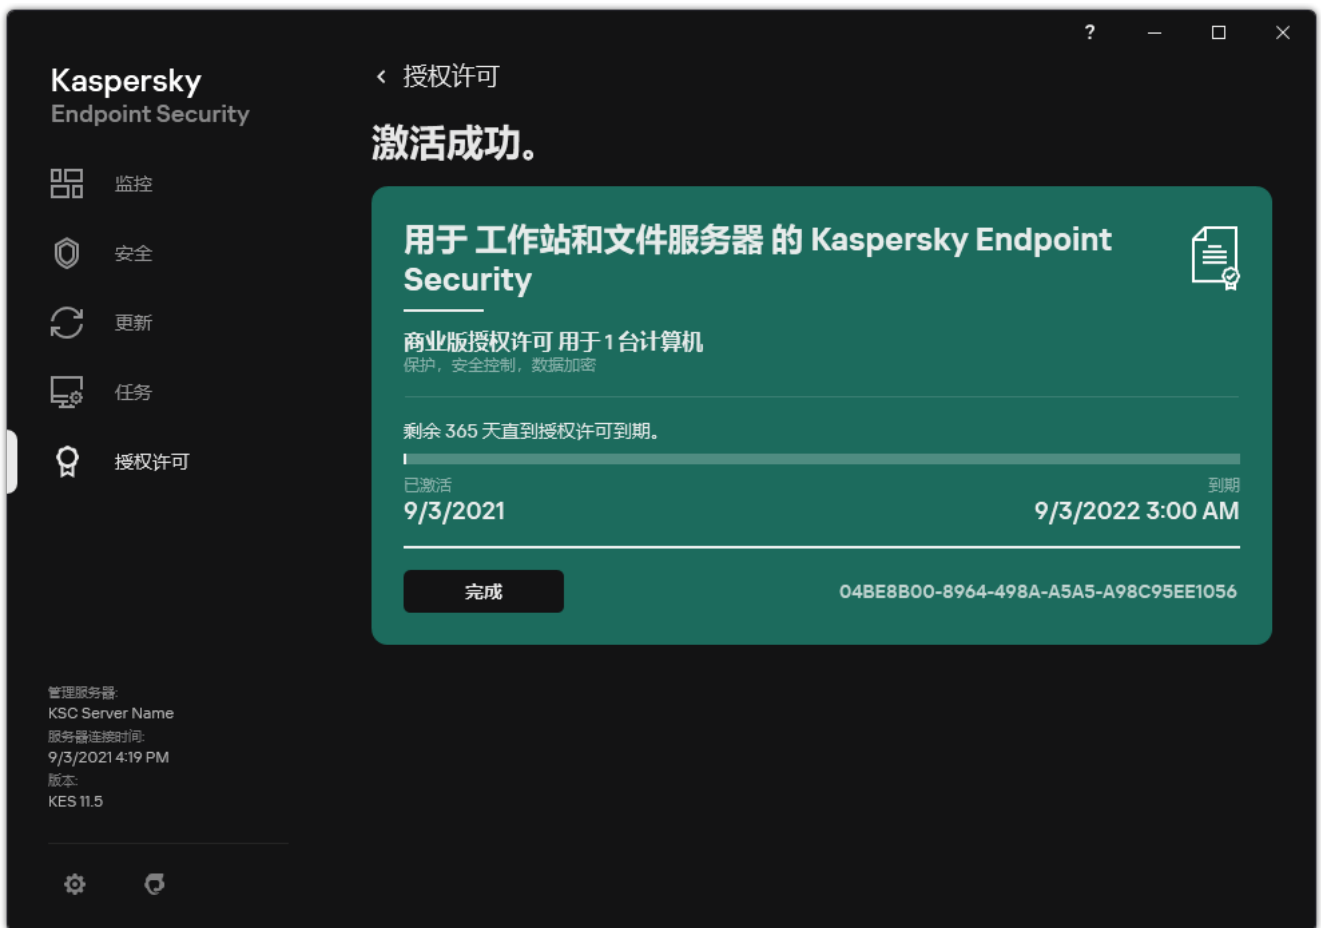 ?
Kaspersky
Endpoint Security
监控
安全
更新
任务
授权许可
管理服务器:
KSC Server Name
服务器连接时间:
9/3/2021 4:19 PM
版本:
KES 11.5
授权许可
激活成功。
用于 工作站和文件服务器 的 Kaspersky Endpoint
Security
商业版授权许可 用于 1 台计算机
保护，安全控制，数据加密
剩余 365 天直到授权许可到期。
已激活 到期
9/3/2021 9/3/2022 3:00 AM
完成 04BE8B00-8964-498A-A5A5-A98C95EE1056